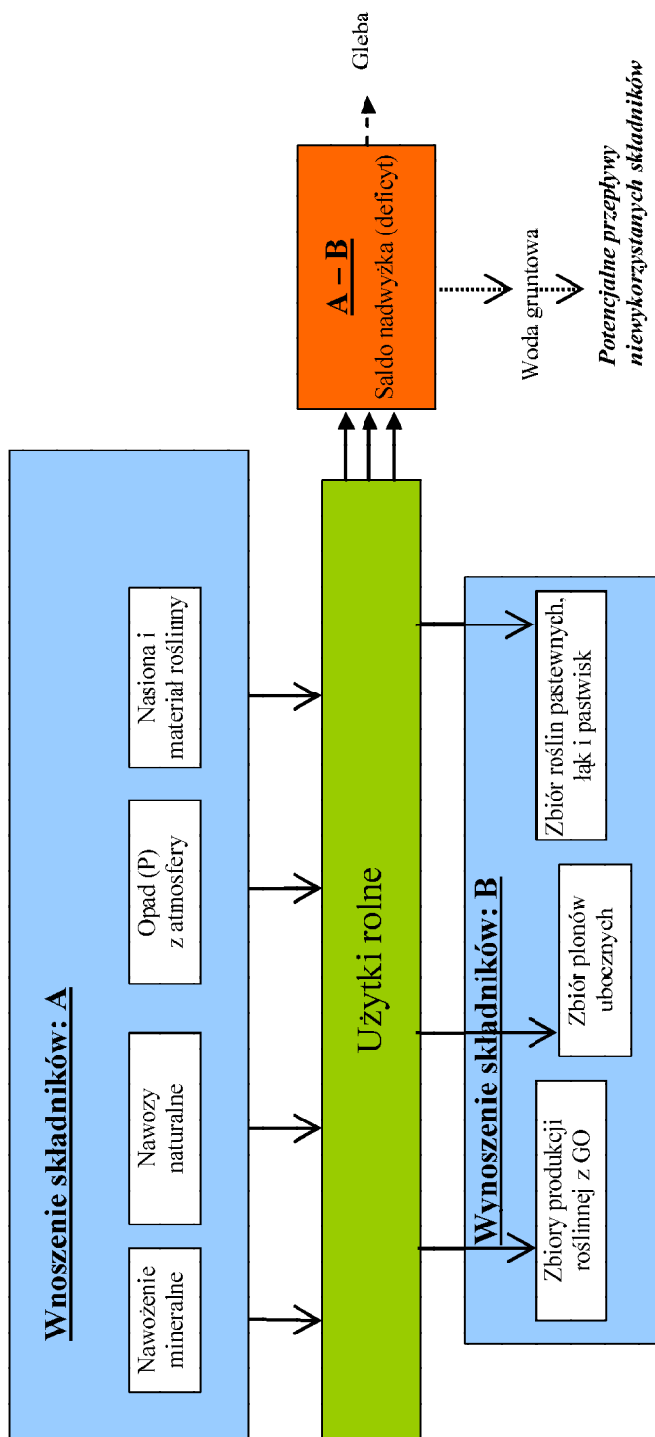 Wnoszenie składników: A
Nawożenie
mineralne
Nawozy
naturalne
Opad (P)
z atmosfery
Nasiona i
materiał roślinny
Użytki rolne
A – B
Saldo nadwyżka (deficyt)
Gleba
Woda gruntowa
Potencjalne przepływy
niewykorzystanych składników
Wynoszenie składników: B
Zbiory produkcji
roślinnej z GO
Zbiór plonów
ubocznych
Zbiór roślin pastewnych,
łąk i pastwisk